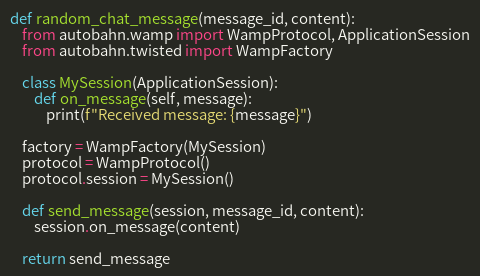 def random_chat_message(message_id, content):
    from autobahn.wamp import WampProtocol, ApplicationSession
    from autobahn.twisted import WampFactory

    class MySession(ApplicationSession):
        def on_message(self, message):
            print(f"Received message: {message}")

    factory = WampFactory(MySession)
    protocol = WampProtocol()
    protocol.session = MySession()

    def send_message(session, message_id, content):
        session.on_message(content)

    return send_message